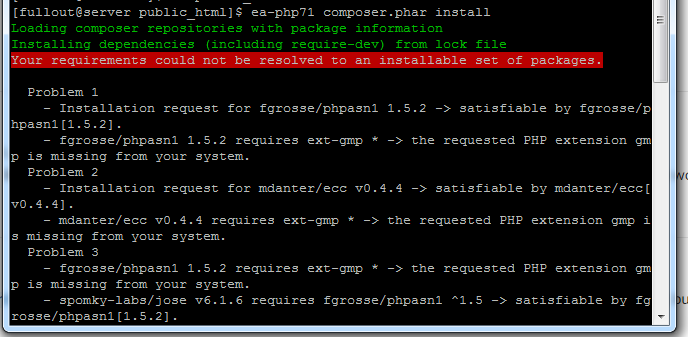 [fullout@server public_html]$ ea-php71 composer.phar install
Loading composer repositories with package information
Installing dependencies (including require-dev) from lock file
Your requirements could not be resolved to an installable set of packages.
Problem 1
- Installation request for fgrosse/phpasn1 1.5.2 -> satisfiable by fgrosse/p
hpasn1[1.5.2].
- fgrosse/phpasn1 1.5.2 requires ext-gmp * -> the requested PHP extension gm
p is missing from your system.
Problem 2
- Installation request for mdanter/ecc v0.4.4 -> satisfiable by mdanter/ecc[
v0.4.4].
- mdanter/ecc v0.4.4 requires ext-gmp * -> the requested PHP extension gmp i
s missing from your system.
Problem 3
- fgrosse/phpasn1 1.5.2 requires ext-gmp * -> the requested PHP extension gm
p is missing from your system.
- spomky-labs/jose v6.1.6 requires fgrosse/phpasn1 ^1.5 -> satisfiable by fg
rosse/phpasn1[1.5.2].